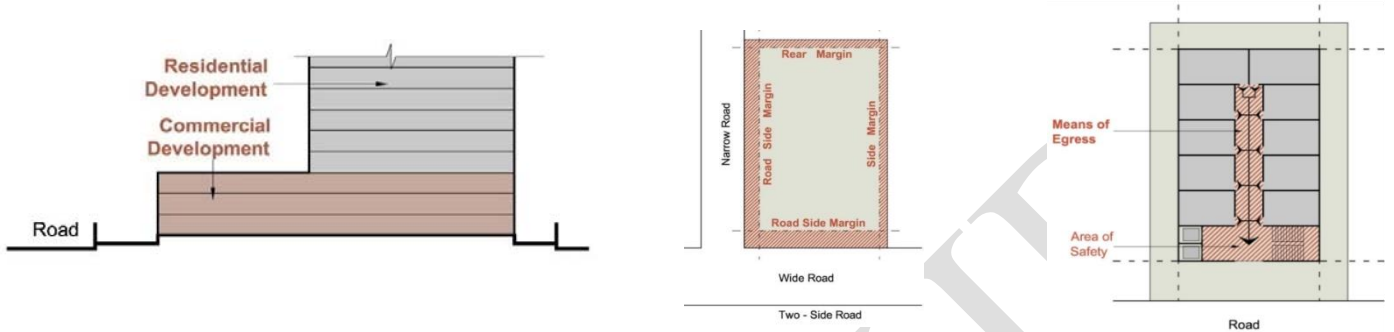 Residential
Development
Commercial
Development
Road
Rear Margin
Narrow Road
Road Side Margin
Side Margin
Road Side Margin
Wide Road
Two - Side Road
Means of
Egress
Area of
Safety
Road